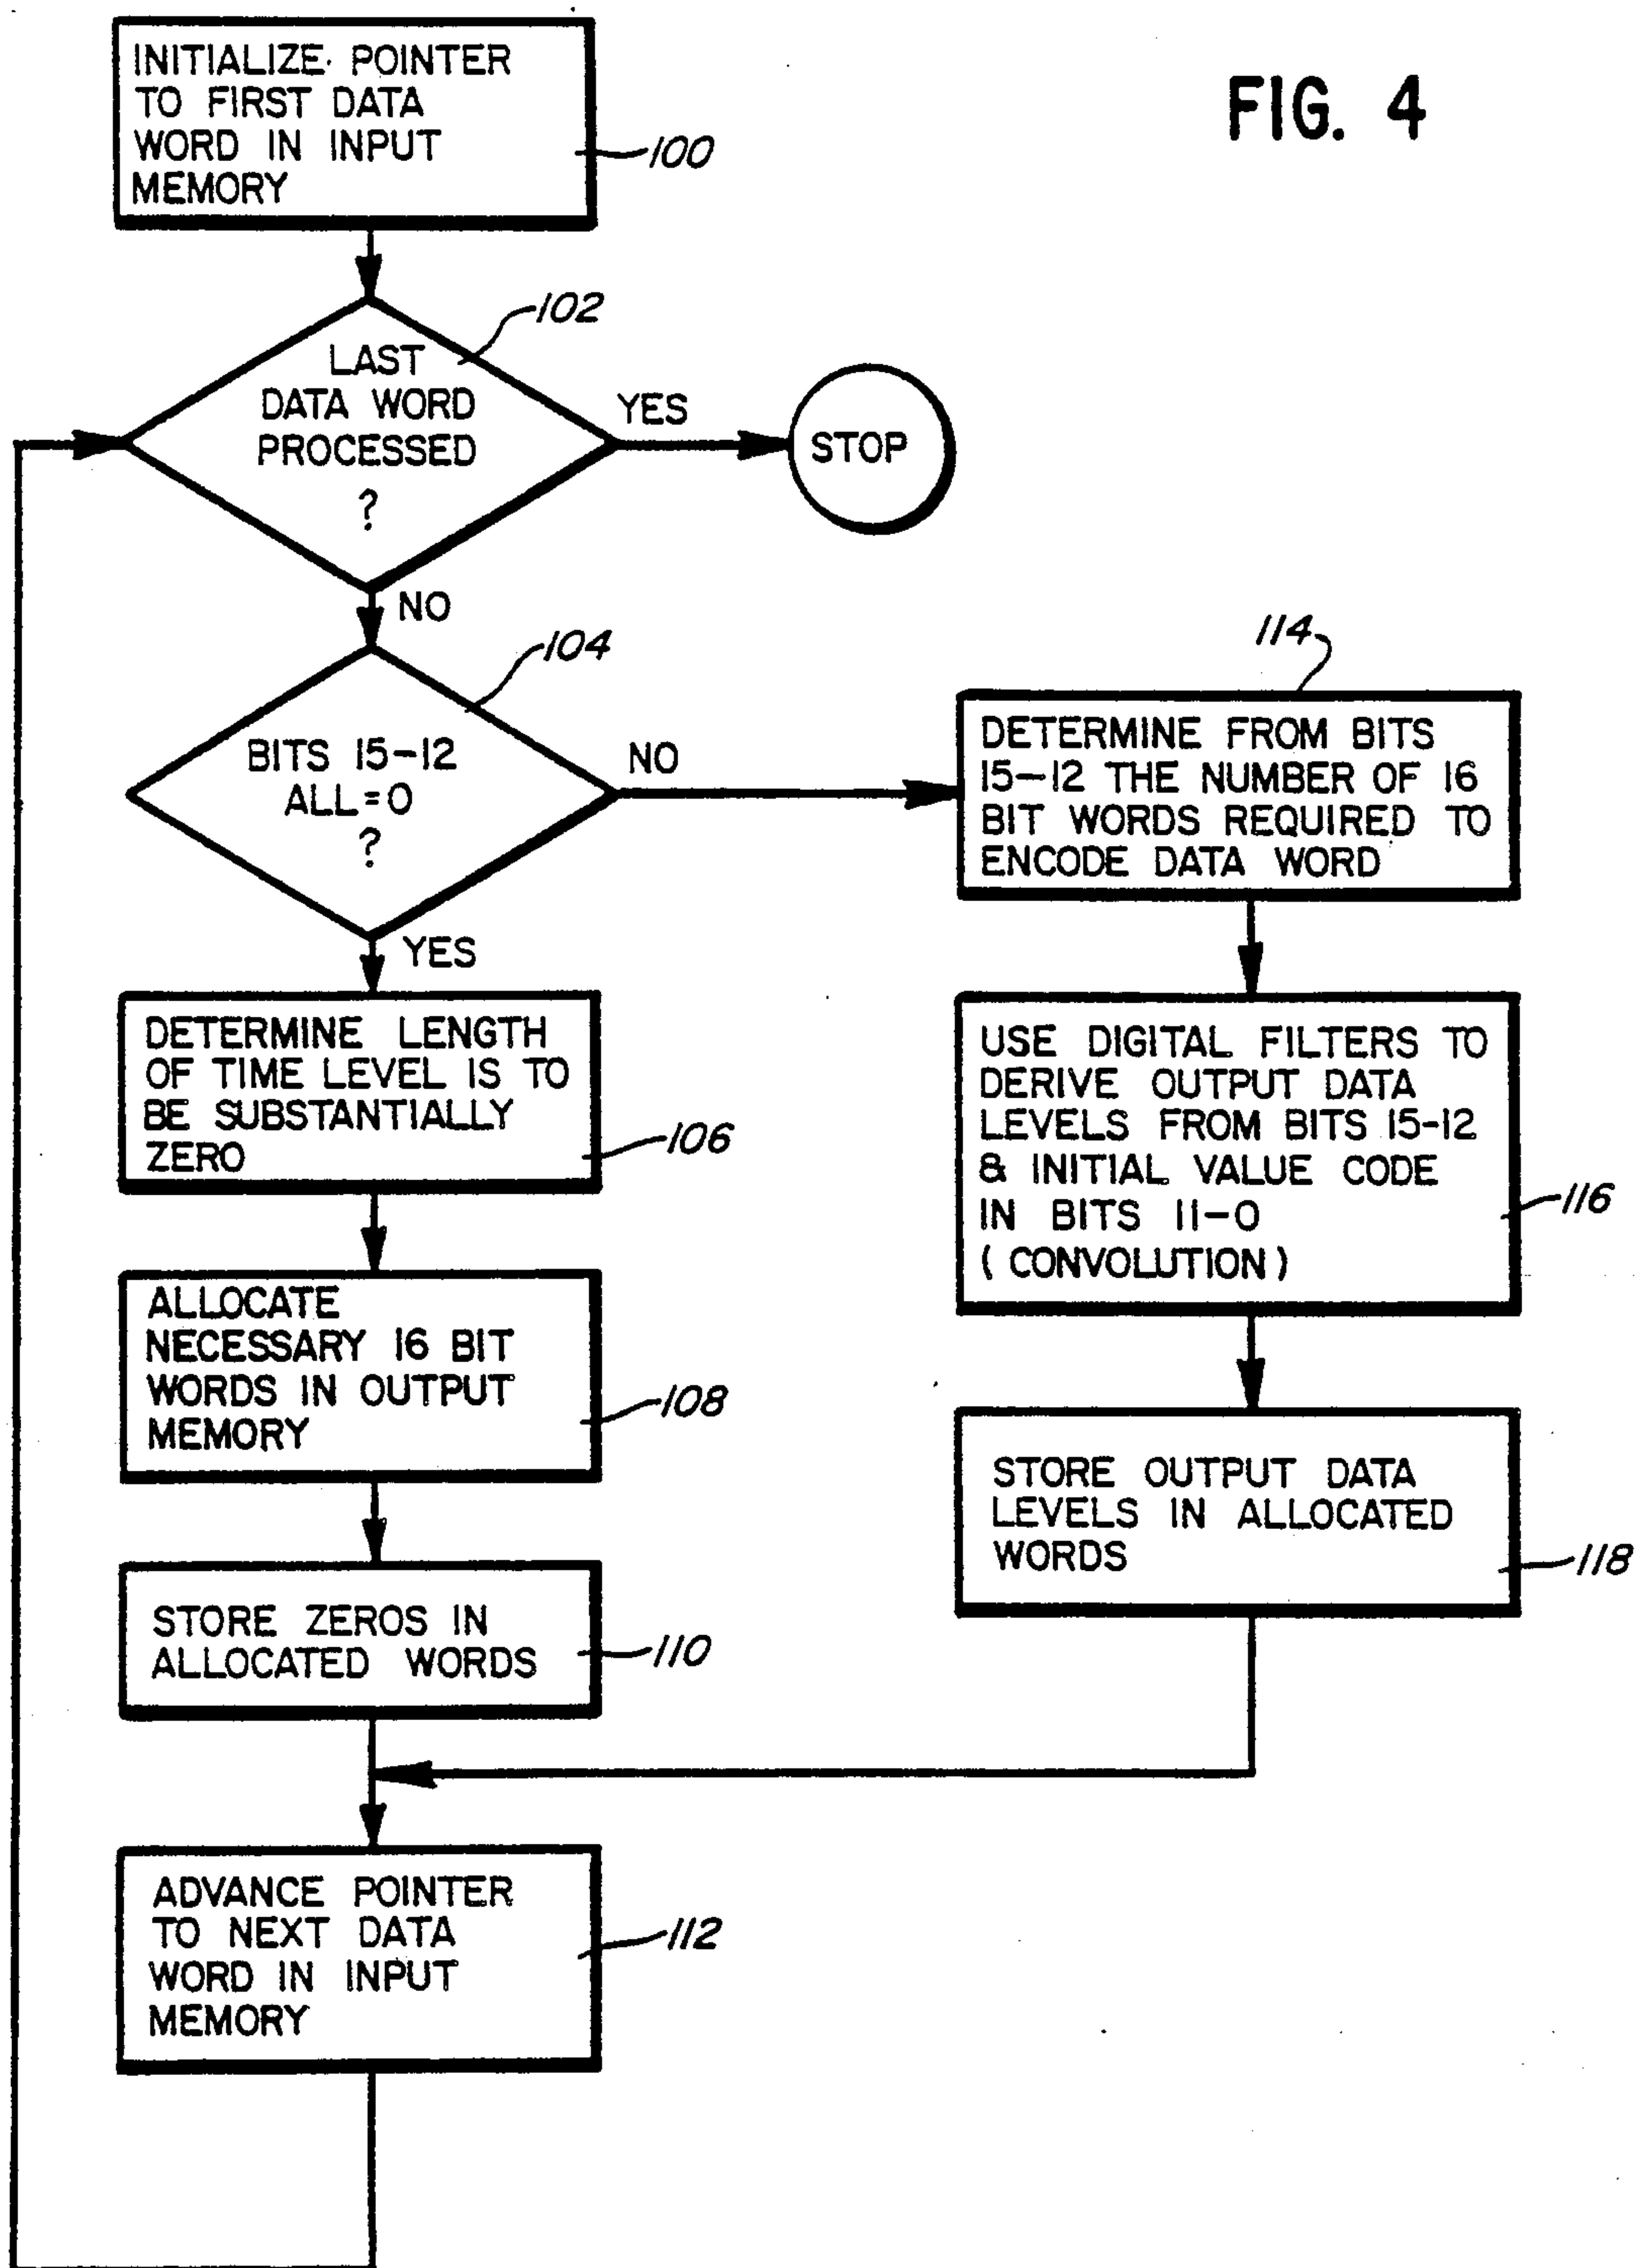 FIG. 4
INITIALIZE POINTER
TO FIRST DATA
WORD IN INPUT
MEMORY
100
102
LAST
DATA WORD
PROCESSED
?
YES
STOP
NO
104
BITS 15-12
ALL=0
?
NO
YES
114
DETERMINE FROM BITS
15-12 THE NUMBER OF 16
BIT WORDS REQUIRED TO
ENCODE DATA WORD
DETERMINE LENGTH
OF TIME LEVEL IS TO
BE SUBSTANTIALLY
ZERO
106
USE DIGITAL FILTERS TO
DERIVE OUTPUT DATA
LEVELS FROM BITS 15-12
& INITIAL VALUE CODE
IN BITS 11-0
(CONVOLUTION)
116
ALLOCATE
NECESSARY 16 BIT
WORDS IN OUTPUT
MEMORY
108
STORE OUTPUT DATA
LEVELS IN ALLOCATED
WORDS
118
STORE ZEROS IN
ALLOCATED WORDS
110
ADVANCE POINTER
TO NEXT DATA
WORD IN INPUT
MEMORY
112